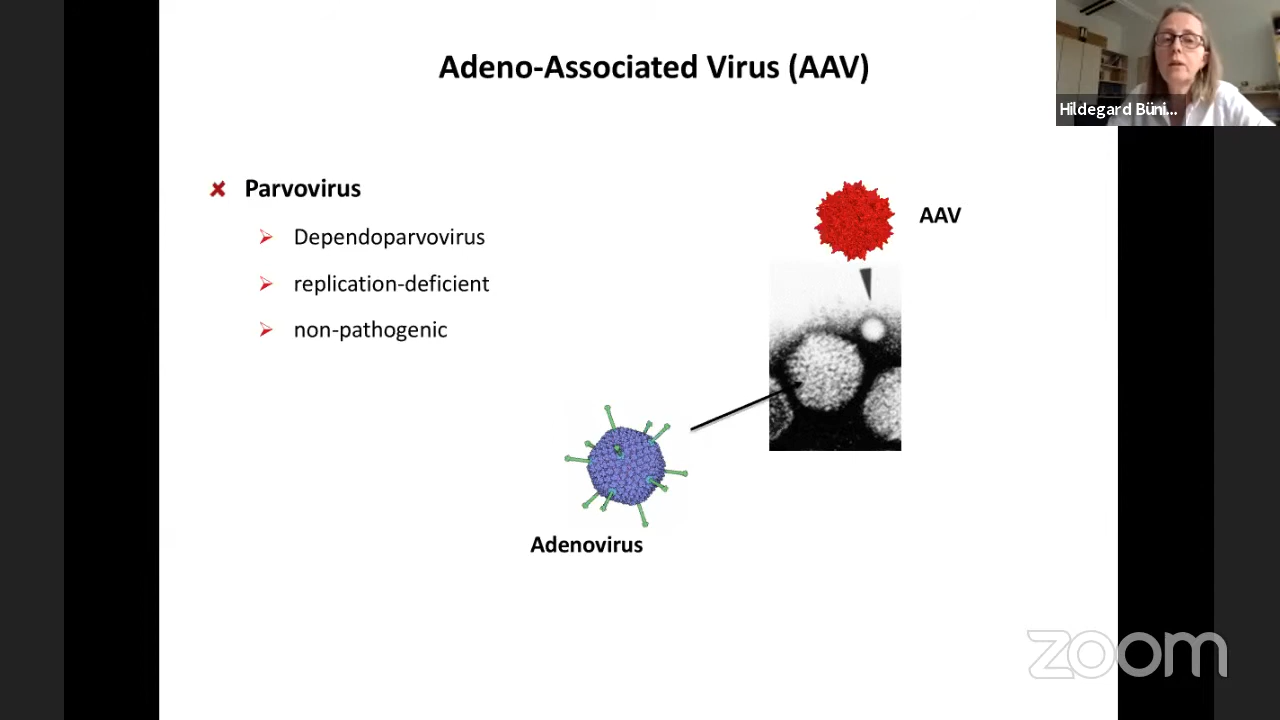 Adeno-Associated Virus (AAV)
Hildegard Büni...
Parvovirus
Dependoparvovirus
replication-deficient
non-pathogenic
AAV
Adenovirus
zoom